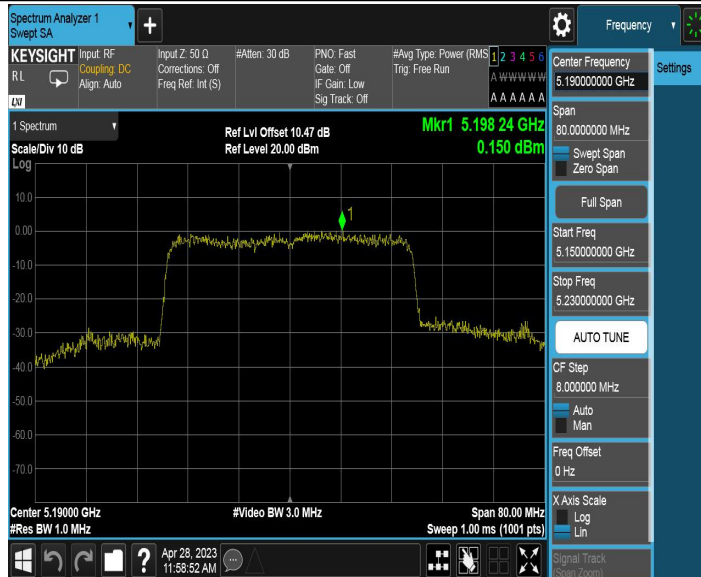 Spectrum Analyzer 1
Swept SA
Frequency
KEYSIGHT
RL
LXI
Input: RF
Coupling: DC
Align: Auto
Input Z: 50 Ω
Corrections: Off
Freq Ref: Int (S)
#Atten: 30 dB
PNO: Fast
Gate: Off
IF Gain: Low
Sig Track: Off
#Avg Type: Power (RMS
Trig: Free Run
1 2 3 4 5 6
A W W W W W
A A A A A A
1 Spectrum
Scale/Div 10 dB
Log
Ref Lvl Offset 10.47 dB
Ref Level 20.00 dBm
Mkr1 5.198 24 GHz
0.150 dBm
1
10.0
0.00
-10.0
-20.0
-30.0
-40.0
-50.0
-60.0
-70.0
Center 5.19000 GHz
#Res BW 1.0 MHz
#Video BW 3.0 MHz
Span 80.00 MHz
Sweep 1.00 ms (1001 pts)
Apr 28, 2023
11:58:52 AM
Center Frequency
5.190000000 GHz
Span
80.0000000 MHz
Swept Span
Zero Span
Full Span
Start Freq
5.150000000 GHz
Stop Freq
5.230000000 GHz
AUTO TUNE
CF Step
8.000000 MHz
Auto
Man
Freq Offset
0 Hz
X Axis Scale
Log
Lin
Signal Track
(Span Zoom)
Settings